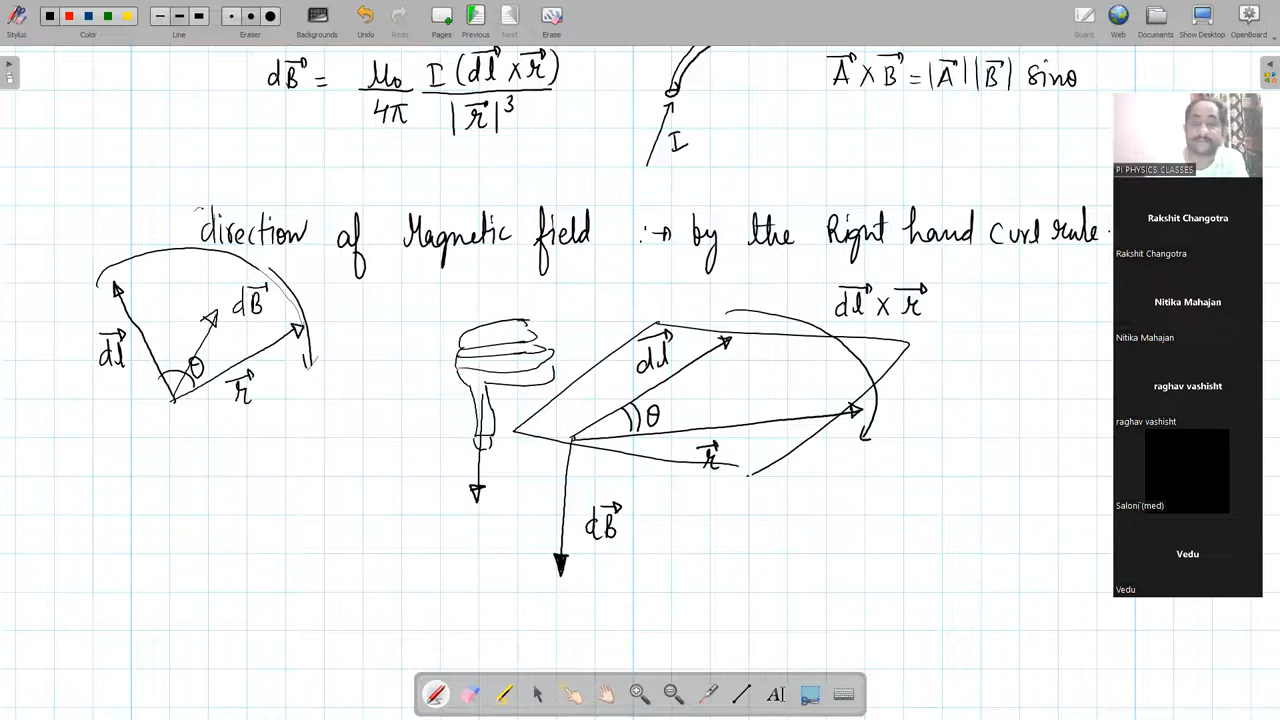 Stylus Color Line Eraser Backgrounds Undo Redo Pages Previous Next Erase Board Web Documents Show Desktop OpenBoard
dB⃗ = μ₀/4π I (dl⃗ × r⃗)/|r⃗|³
I
A⃗ × B⃗ = |A⃗| |B⃗| sinθ
PI PHYSICS CLASSES
Rakshit Changotra
Rakshit Changotra
Nitika Mahajan
Nitika Mahajan
raghav vashisht
raghav vashisht
Saloni (med)
Vedu
Vedu
direction of Magnetic field :→ by the Right hand Curl rule.
dl⃗ × r⃗
dl⃗
dB⃗
θ
r⃗
dl⃗
θ
r⃗
dB⃗